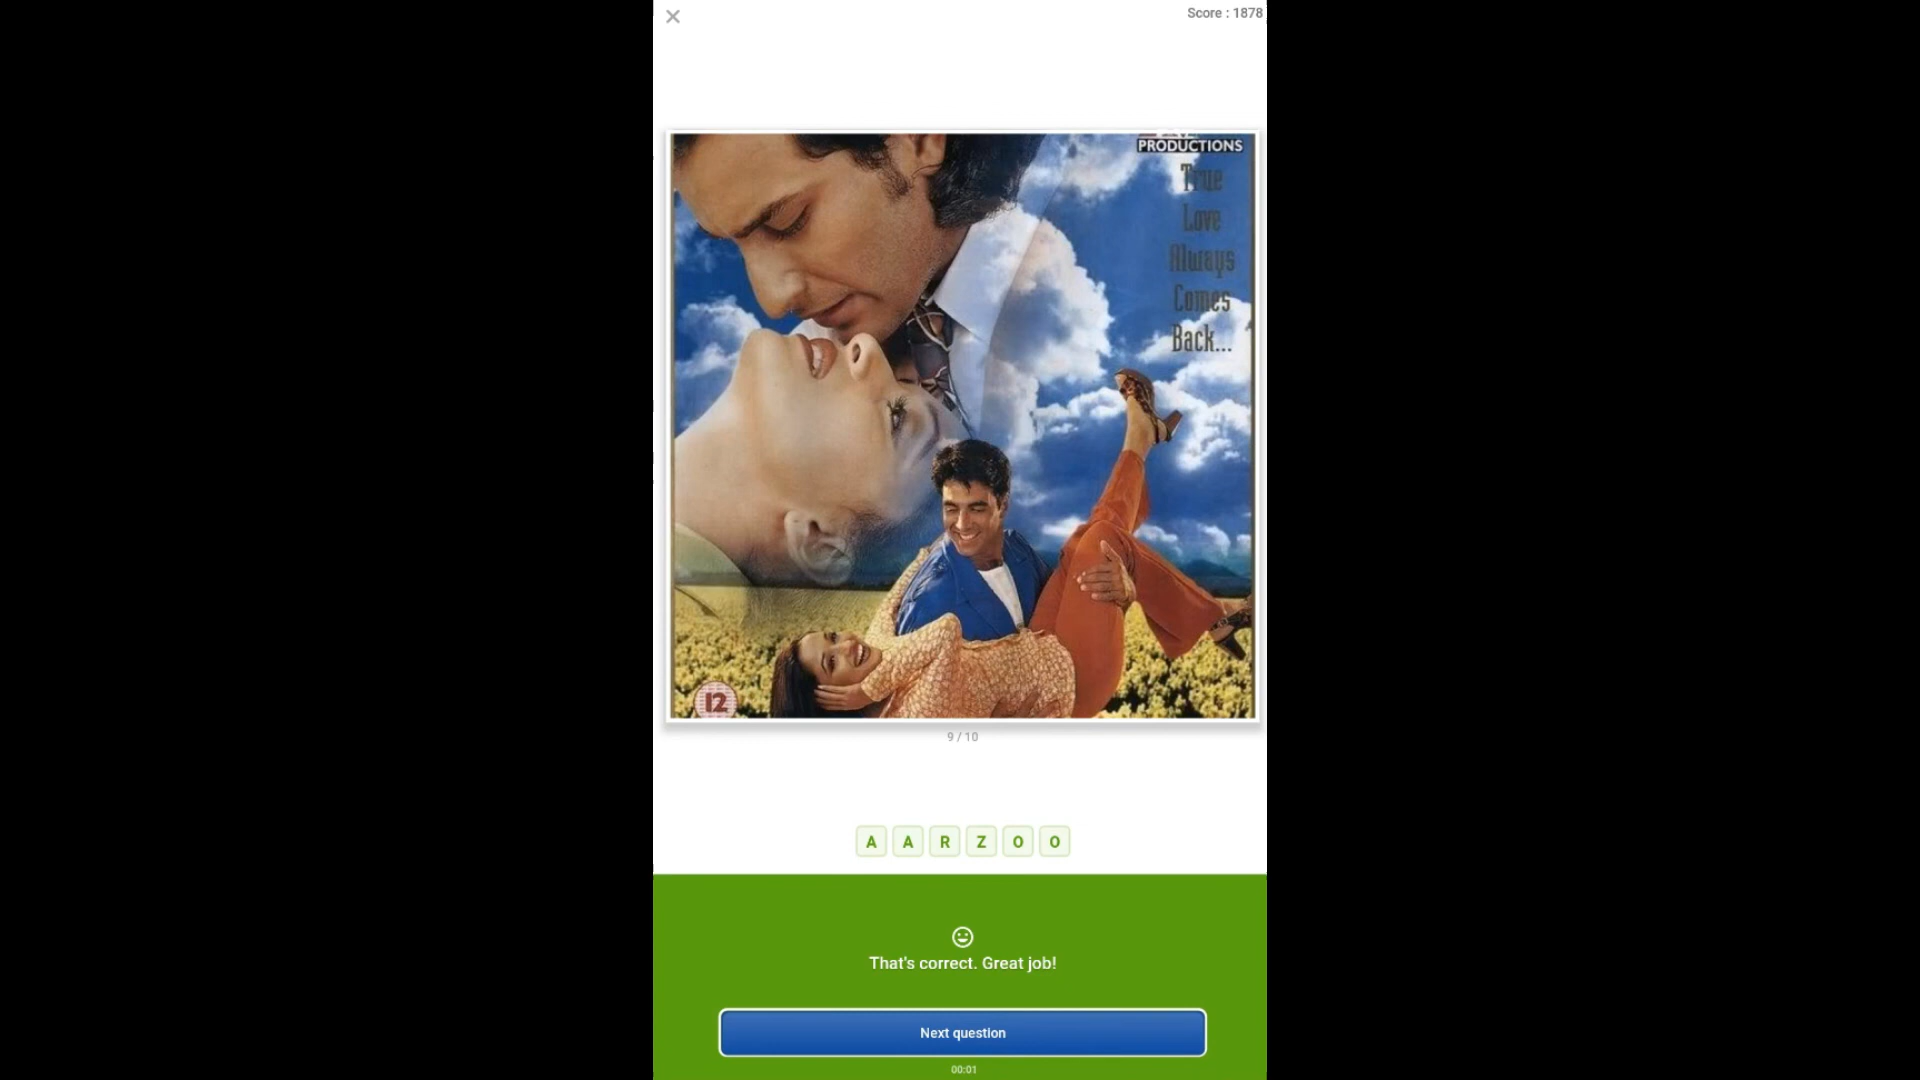 Score : 1878
PRODUCTIONS
True
Love
Always
Comes
Back...
12
9 / 10
A A R Z O O
That's correct. Great job!
Next question
00:01